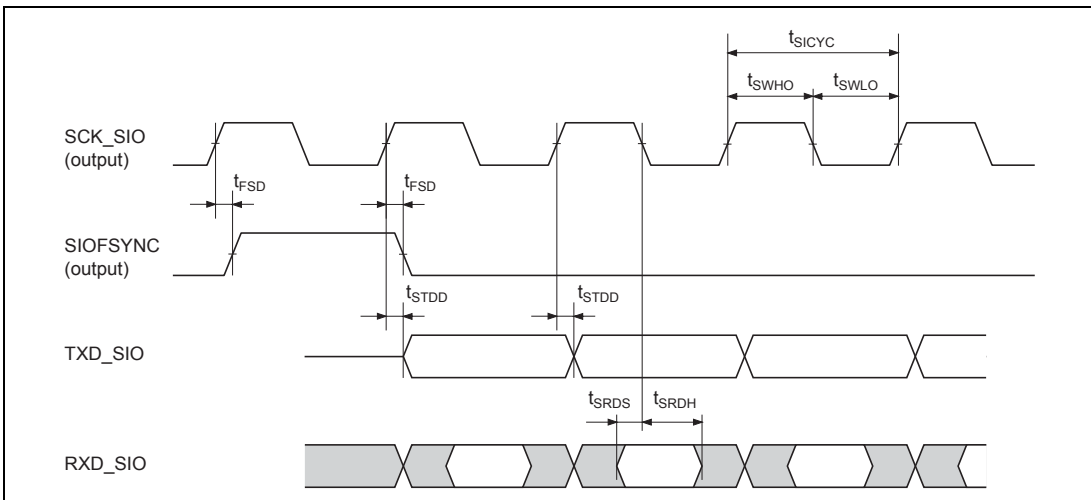 tSICYC
tSWHO tSWLO
SCK_SIO
(output)
tFSD tFSD
SIOFSYNC
(output)
tSTDD tSTDD
TXD_SIO
tSRDS tSRDH
RXD_SIO